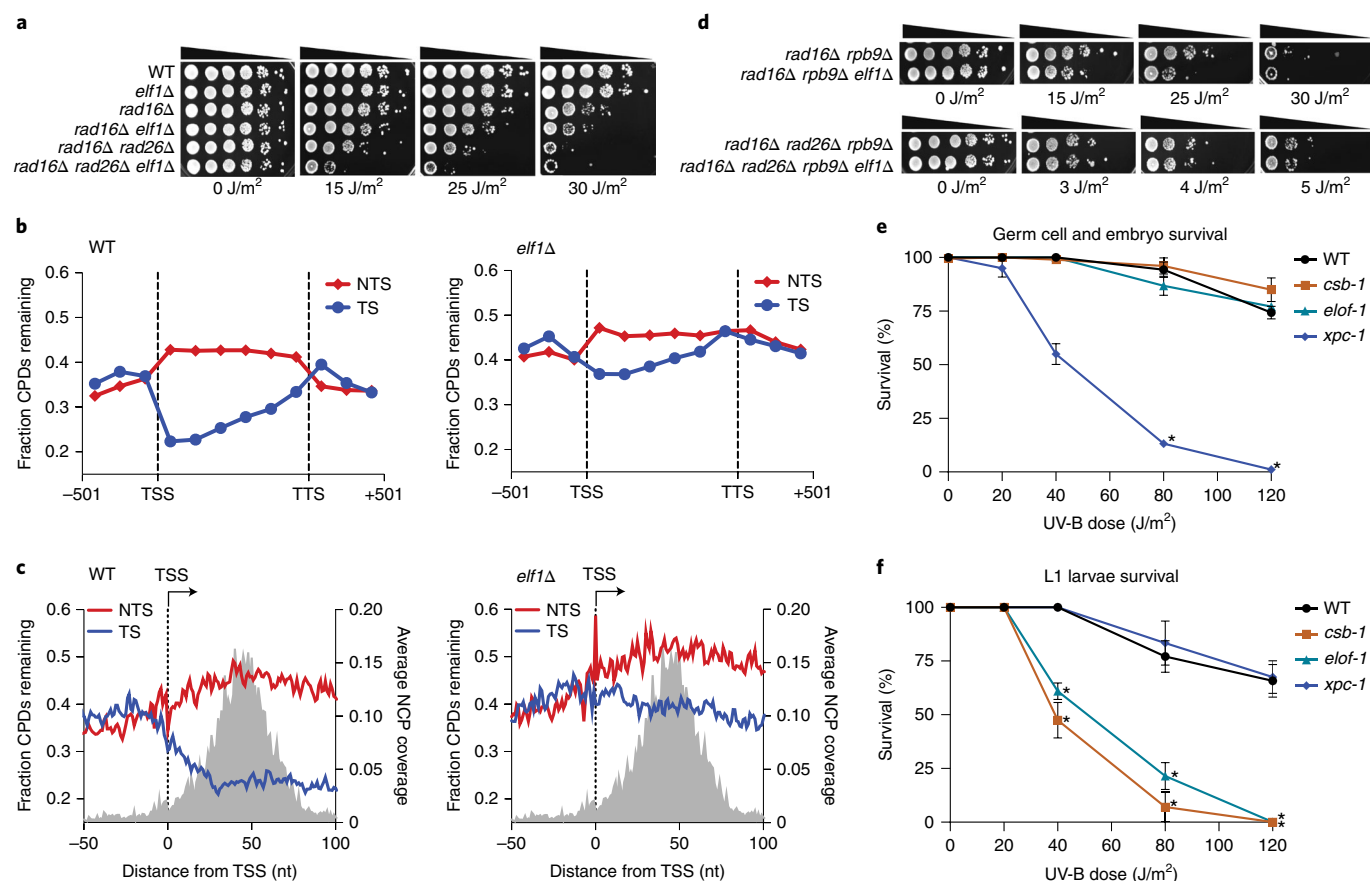 a
WT
elf1Δ
rad16Δ
rad16Δ elf1Δ
rad16Δ rad26Δ
rad16Δ rad26Δ elf1Δ
0 J/m²
15 J/m²
25 J/m²
30 J/m²
d
rad16Δ rpb9Δ
rad16Δ rpb9Δ elf1Δ
0 J/m²
15 J/m²
25 J/m²
30 J/m²
rad16Δ rad26Δ rpb9Δ
rad16Δ rad26Δ rpb9Δ elf1Δ
0 J/m²
3 J/m²
4 J/m²
5 J/m²
b
WT
Fraction CPDs remaining
0.6
0.5
0.4
0.3
0.2
NTS
TS
–501
TSS
TTS
+501
elf1Δ
Fraction CPDs remaining
0.6
0.5
0.4
0.3
0.2
NTS
TS
–501
TSS
TTS
+501
c
WT
TSS
NTS
TS
Fraction CPDs remaining
0.6
0.5
0.4
0.3
0.2
0.20
0.15
0.10
0.05
0
Average NCP coverage
–50
0
50
100
Distance from TSS (nt)
elf1Δ
TSS
NTS
TS
Fraction CPDs remaining
0.6
0.5
0.4
0.3
0.2
0.20
0.15
0.10
0.05
0
Average NCP coverage
–50
0
50
100
Distance from TSS (nt)
e
Germ cell and embryo survival
Survival (%)
100
75
50
25
0
WT
csb-1
elof-1
xpc-1
*
*
0
20
40
60
80
100
120
UV-B dose (J/m²)
f
L1 larvae survival
Survival (%)
100
75
50
25
0
WT
csb-1
elof-1
xpc-1
*
*
*
*
*
*
0
20
40
60
80
100
120
UV-B dose (J/m²)